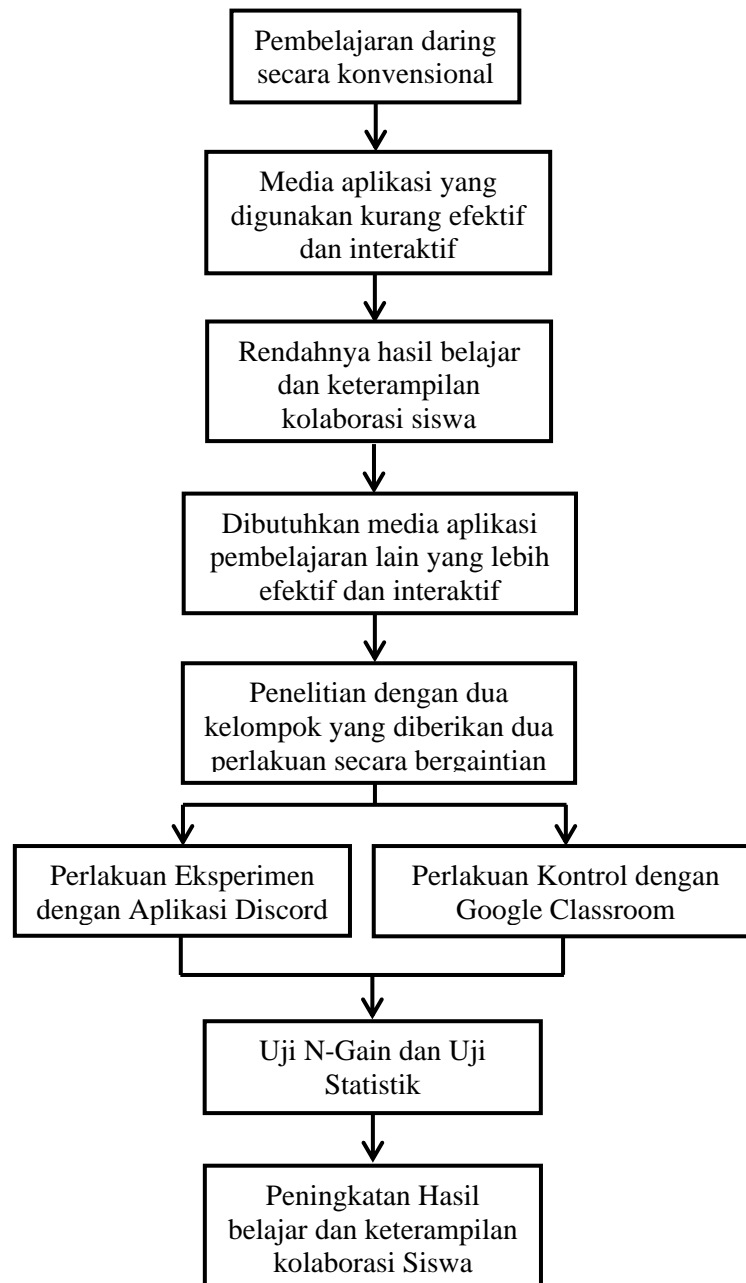 Pembelajaran daring
secara konvensional
Media aplikasi yang
digunakan kurang efektif
dan interaktif
Rendahnya hasil belajar
dan keterampilan
kolaborasi siswa
Dibutuhkan media aplikasi
pembelajaran lain yang lebih
efektif dan interaktif
Penelitian dengan dua
kelompok yang diberikan dua
perlakuan secara bergaintian
Perlakuan Eksperimen
dengan Aplikasi Discord
Perlakuan Kontrol dengan
Google Classroom
Uji N-Gain dan Uji
Statistik
Peningkatan Hasil
belajar dan keterampilan
kolaborasi Siswa